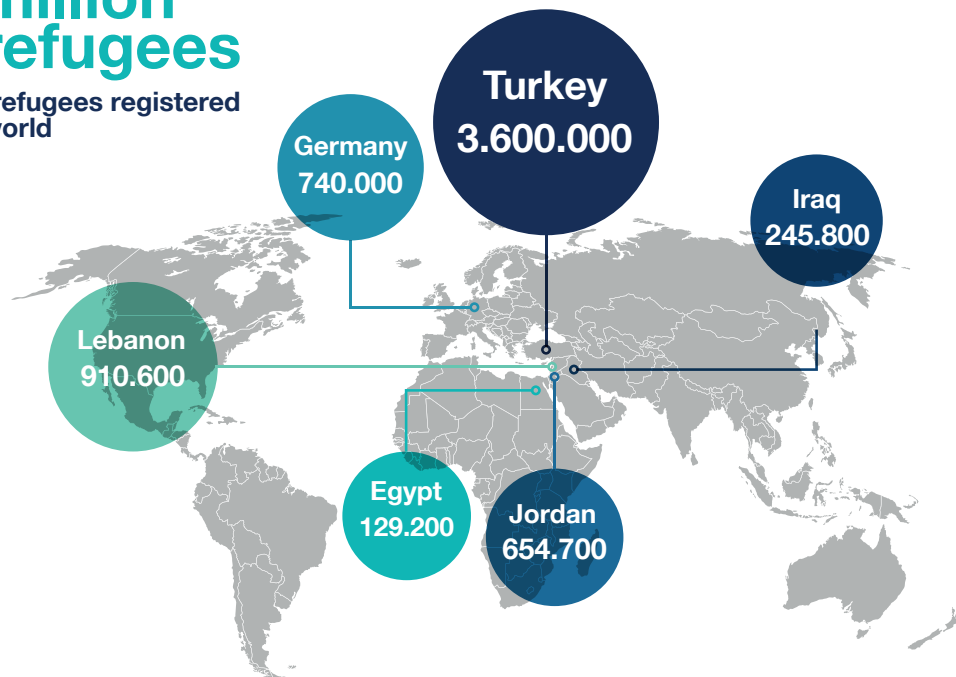 million
refugees
refugees registered
world
Turkey
3.600.000
Germany
740.000
Iraq
245.800
Lebanon
910.600
Egypt
129.200
Jordan
654.700